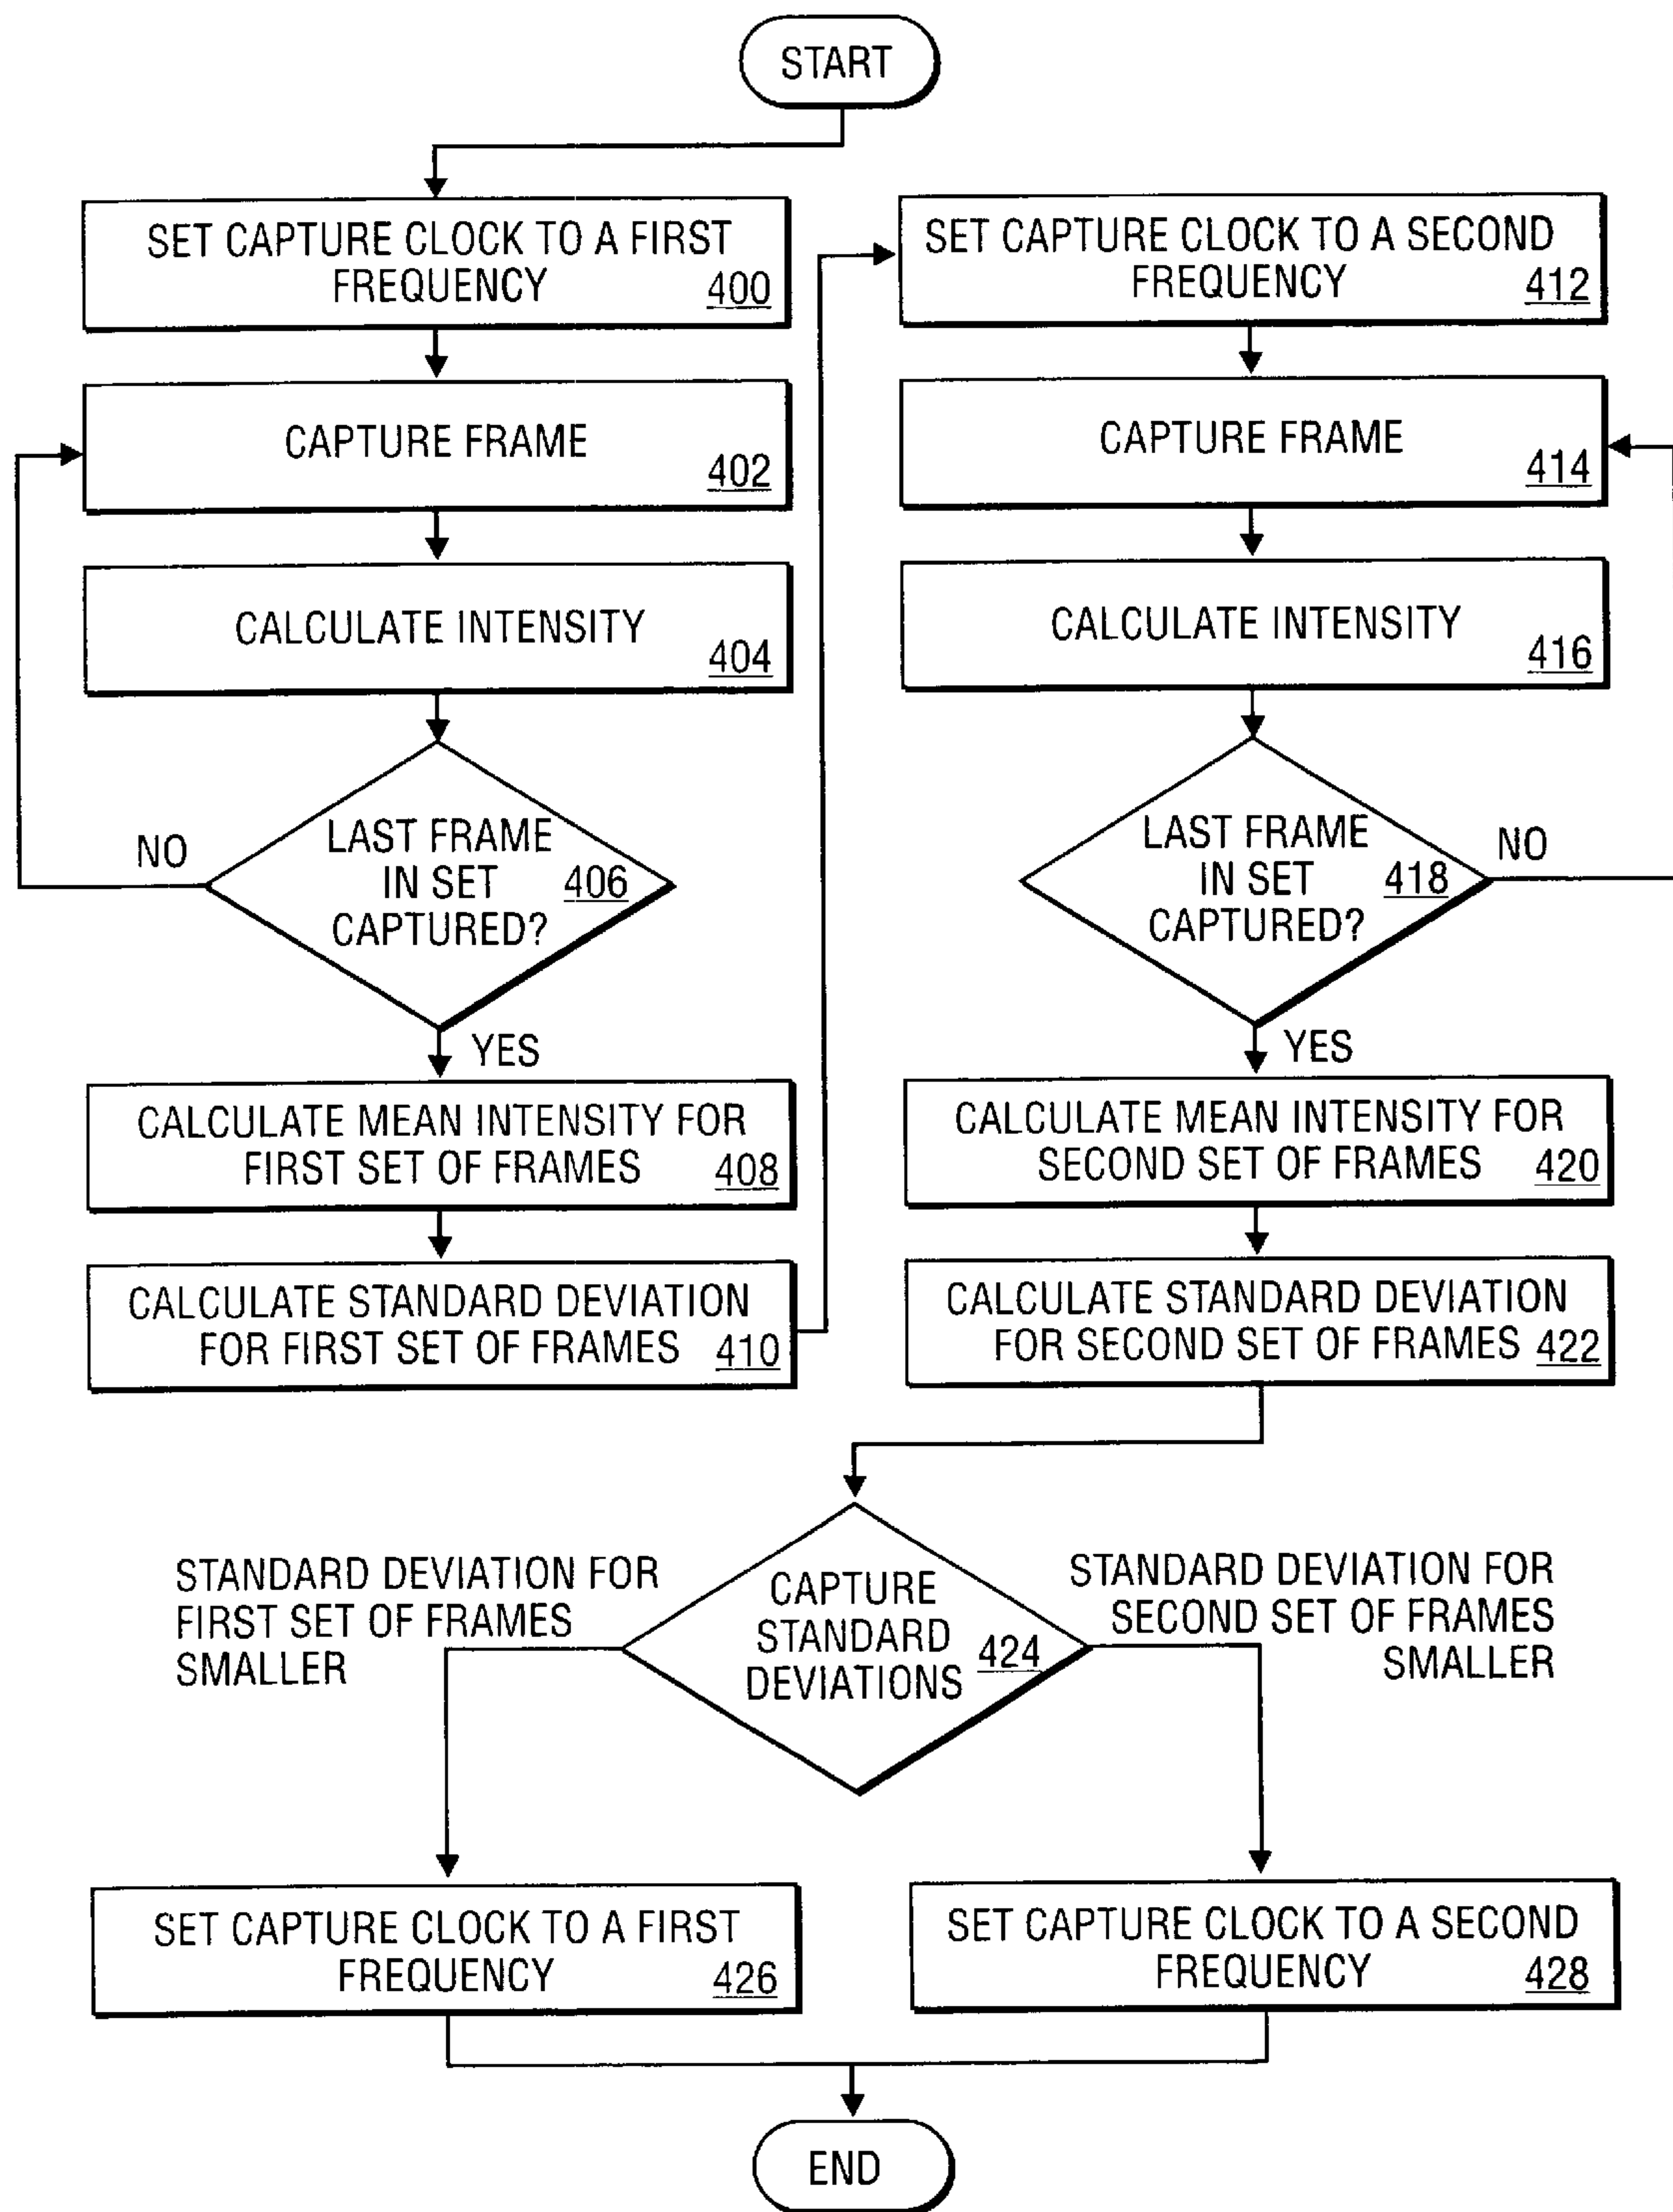 START
SET CAPTURE CLOCK TO A FIRST
FREQUENCY 400
CAPTURE FRAME
402
CALCULATE INTENSITY
404
LAST FRAME
IN SET 406
CAPTURED?
NO
YES
CALCULATE MEAN INTENSITY FOR
FIRST SET OF FRAMES 408
CALCULATE STANDARD DEVIATION
FOR FIRST SET OF FRAMES 410
SET CAPTURE CLOCK TO A SECOND
FREQUENCY 412
CAPTURE FRAME
414
CALCULATE INTENSITY
416
LAST FRAME
IN SET 418
CAPTURED?
NO
YES
CALCULATE MEAN INTENSITY FOR
SECOND SET OF FRAMES 420
CALCULATE STANDARD DEVIATION
FOR SECOND SET OF FRAMES 422
CAPTURE
STANDARD 424
DEVIATIONS
STANDARD DEVIATION FOR
FIRST SET OF FRAMES
SMALLER
STANDARD DEVIATION FOR
SECOND SET OF FRAMES
SMALLER
SET CAPTURE CLOCK TO A FIRST
FREQUENCY 426
SET CAPTURE CLOCK TO A SECOND
FREQUENCY 428
END